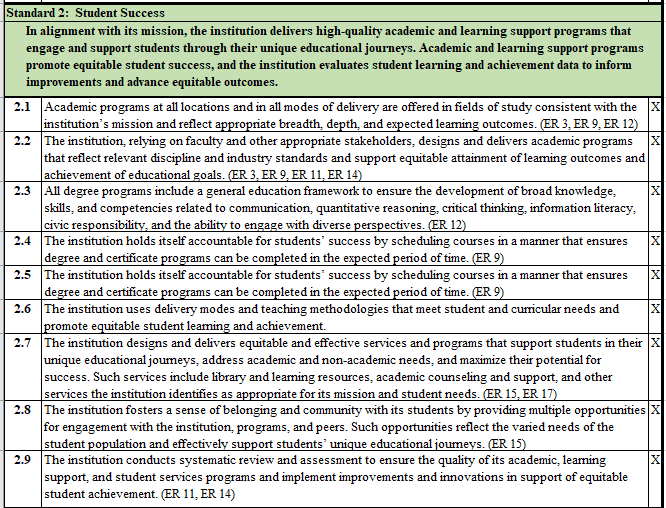 Standard 2:  Student Success
In alignment with its mission, the institution delivers high-quality academic and learning support programs that
engage and support students through their unique educational journeys. Academic and learning support programs
promote equitable student success, and the institution evaluates student learning and achievement data to inform
improvements and advance equitable outcomes.
2.1 Academic programs at all locations and in all modes of delivery are offered in fields of study consistent with the X
institution's mission and reflect appropriate breadth, depth, and expected learning outcomes. (ER 3, ER 9, ER 12)
2.2 The institution, relying on faculty and other appropriate stakeholders, designs and delivers academic programs X
that reflect relevant discipline and industry standards and support equitable attainment of learning outcomes and
achievement of educational goals. (ER 3, ER 9, ER 11, ER 14)
2.3 All degree programs include a general education framework to ensure the development of broad knowledge, X
skills, and competencies related to communication, quantitative reasoning, critical thinking, information literacy,
civic responsibility, and the ability to engage with diverse perspectives. (ER 12)
2.4 The institution holds itself accountable for students' success by scheduling courses in a manner that ensures X
degree and certificate programs can be completed in the expected period of time. (ER 9)
2.5 The institution holds itself accountable for students' success by scheduling courses in a manner that ensures X
degree and certificate programs can be completed in the expected period of time. (ER 9)
2.6 The institution uses delivery modes and teaching methodologies that meet student and curricular needs and X
promote equitable student learning and achievement.
2.7 The institution designs and delivers equitable and effective services and programs that support students in their X
unique educational journeys, address academic and non-academic needs, and maximize their potential for
success. Such services include library and learning resources, academic counseling and support, and other
services the institution identifies as appropriate for its mission and student needs. (ER 15, ER 17)
2.8 The institution fosters a sense of belonging and community with its students by providing multiple opportunities X
for engagement with the institution, programs, and peers. Such opportunities reflect the varied needs of the
student population and effectively support students' unique educational journeys. (ER 15)
2.9 The institution conducts systematic review and assessment to ensure the quality of its academic, learning X
support, and student services programs and implement improvements and innovations in support of equitable
student achievement. (ER 11, ER 14)